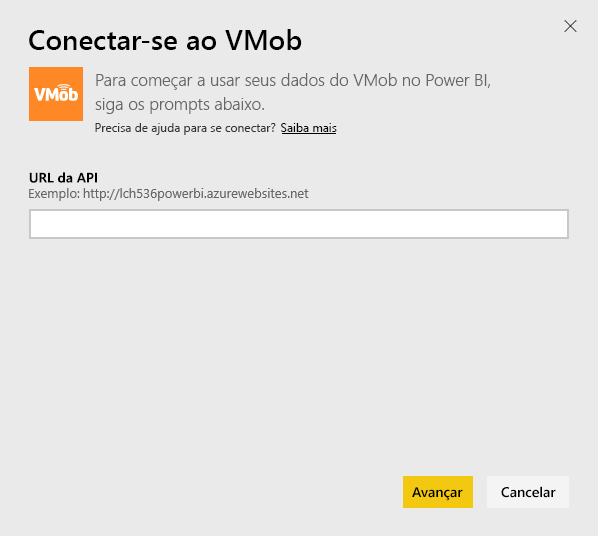 Conectar-se ao VMob
VMob
Para começar a usar seus dados do VMob no Power BI,
siga os prompts abaixo.
Precisa de ajuda para se conectar? Saiba mais
URL da API
Exemplo: http://lch536powerbi.azurewebsites.net
Avançar
Cancelar